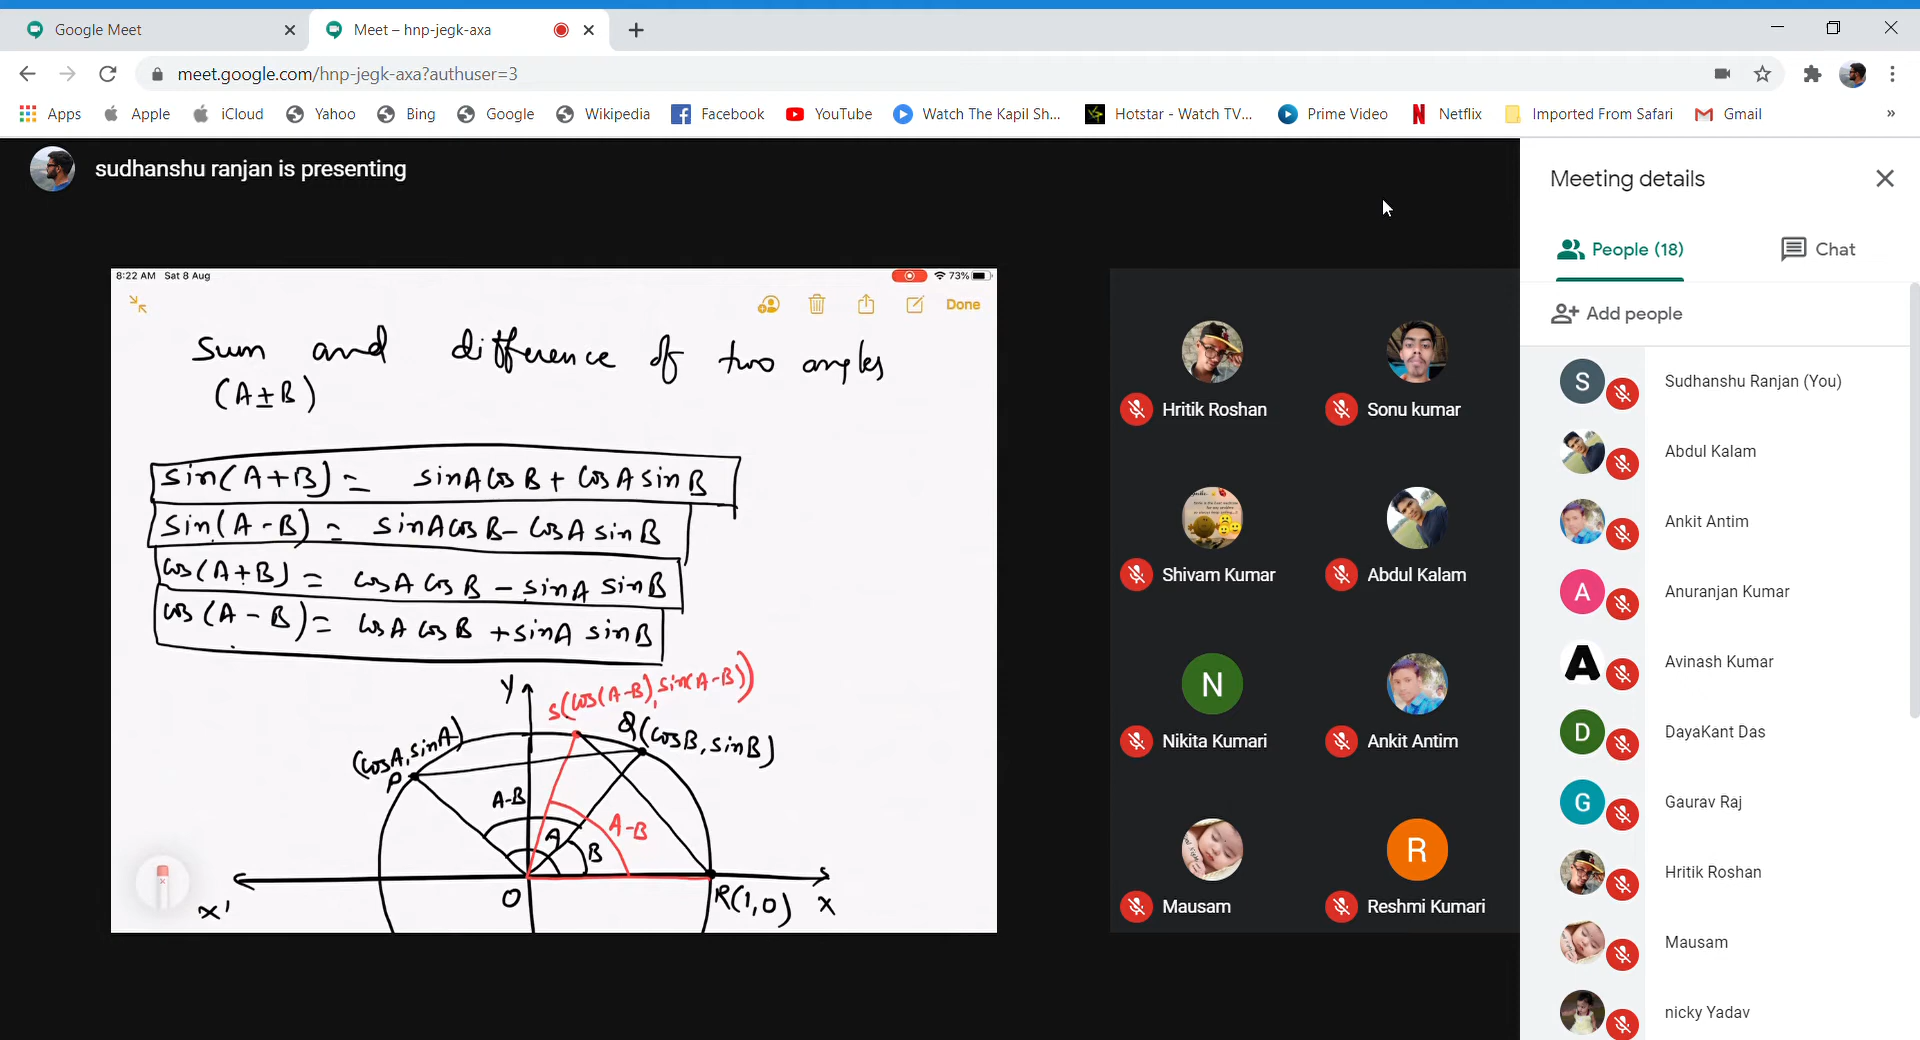 Google Meet
Meet – hnp-jegk-axa
meet.google.com/hnp-jegk-axa?authuser=3
Apps Apple iCloud Yahoo Bing Google Wikipedia Facebook YouTube Watch The Kapil Sh... Hotstar - Watch TV... Prime Video Netflix Imported From Safari Gmail »
sudhanshu ranjan is presenting
8:22 AM Sat 8 Aug 73%
Done
Sum and difference of two angles
(A±B)
sin(A+B) = sinA cosB + cosA sinB
sin(A-B) = sinA cosB - cosA sinB
cos(A+B) = cosA cosB - sinA sinB
cos(A-B) = cosA cosB + sinA sinB
Y
S(cos(A-B), sin(A-B))
Q(cosB, sinB)
(cosA, sinA)
P
A-B
A
B
A-B
O
R(1,0)
X
X'
Hritik Roshan
Sonu kumar
Shivam Kumar
Abdul Kalam
N
Nikita Kumari
Ankit Antim
Mausam
R
Reshmi Kumari
Meeting details
People (18)
Chat
Add people
S Sudhanshu Ranjan (You)
Abdul Kalam
Ankit Antim
A Anuranjan Kumar
A Avinash Kumar
D DayaKant Das
G Gaurav Raj
Hritik Roshan
Mausam
nicky Yadav